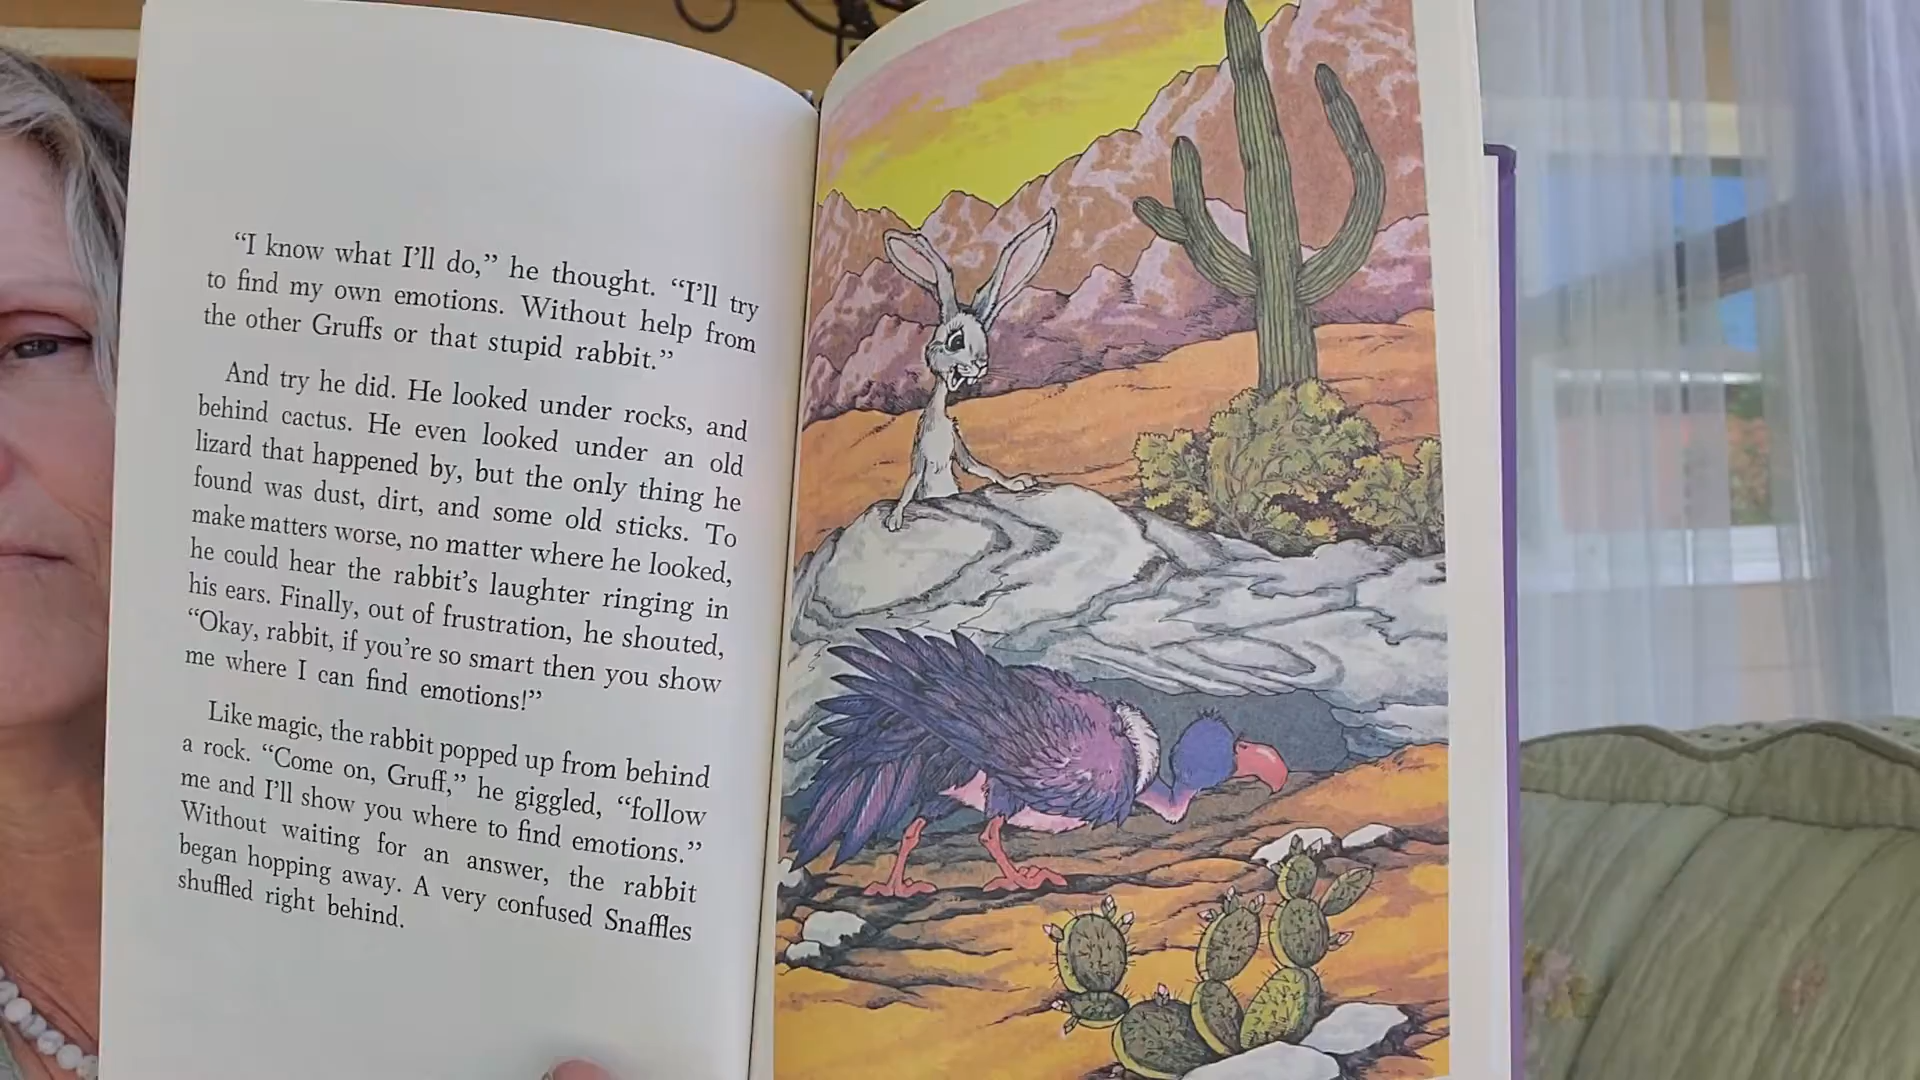 “I know what I’ll do,” he thought. “I’ll try
to find my own emotions. Without help from
the other Gruffs or that stupid rabbit.”
And try he did. He looked under rocks, and
behind cactus. He even looked under an old
lizard that happened by, but the only thing he
found was dust, dirt, and some old sticks. To
make matters worse, no matter where he looked,
he could hear the rabbit’s laughter ringing in
his ears. Finally, out of frustration, he shouted,
“Okay, rabbit, if you’re so smart then you show
me where I can find emotions!”
Like magic, the rabbit popped up from behind
a rock. “Come on, Gruff,” he giggled, “follow
me and I’ll show you where to find emotions.”
Without waiting for an answer, the rabbit
began hopping away. A very confused Snaffles
shuffled right behind.